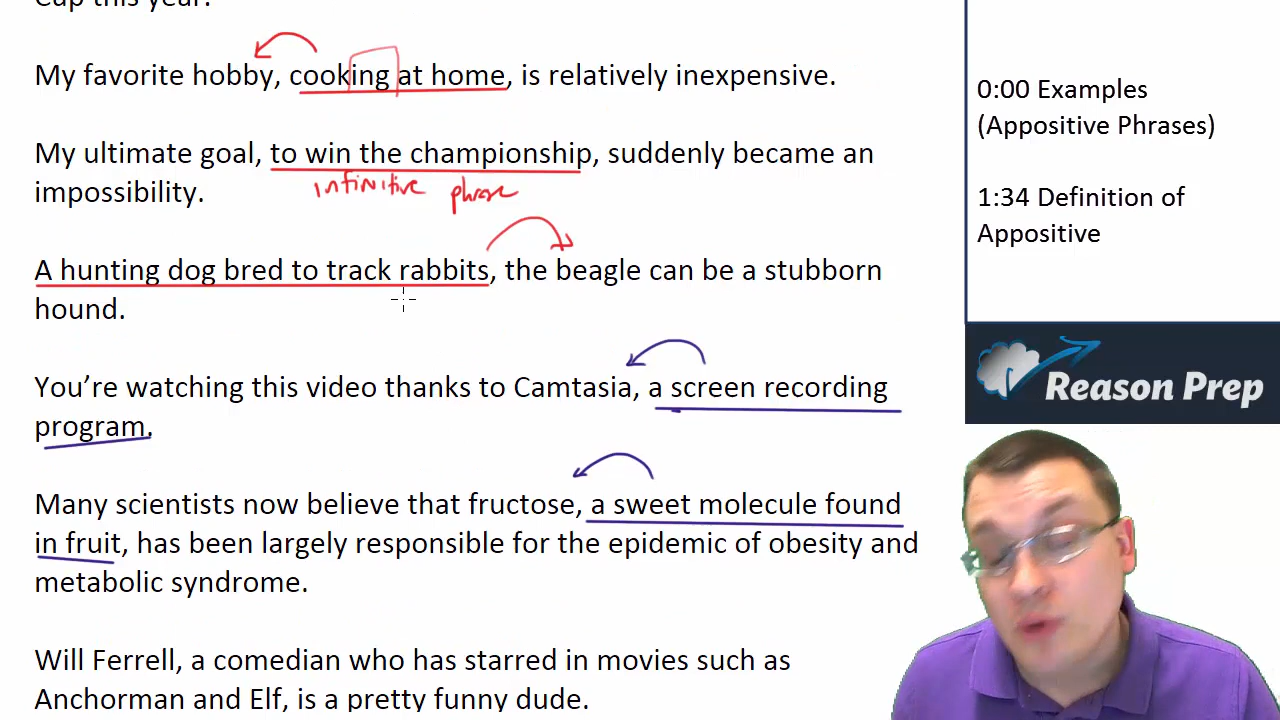 Cup this year.
My favorite hobby, cooking at home, is relatively inexpensive.
My ultimate goal, to win the championship, suddenly became an
impossibility.
infinitive phrase
A hunting dog bred to track rabbits, the beagle can be a stubborn
hound.
You’re watching this video thanks to Camtasia, a screen recording
program.
Many scientists now believe that fructose, a sweet molecule found
in fruit, has been largely responsible for the epidemic of obesity and
metabolic syndrome.
Will Ferrell, a comedian who has starred in movies such as
Anchorman and Elf, is a pretty funny dude.
0:00 Examples
(Appositive Phrases)
1:34 Definition of
Appositive
Reason Prep